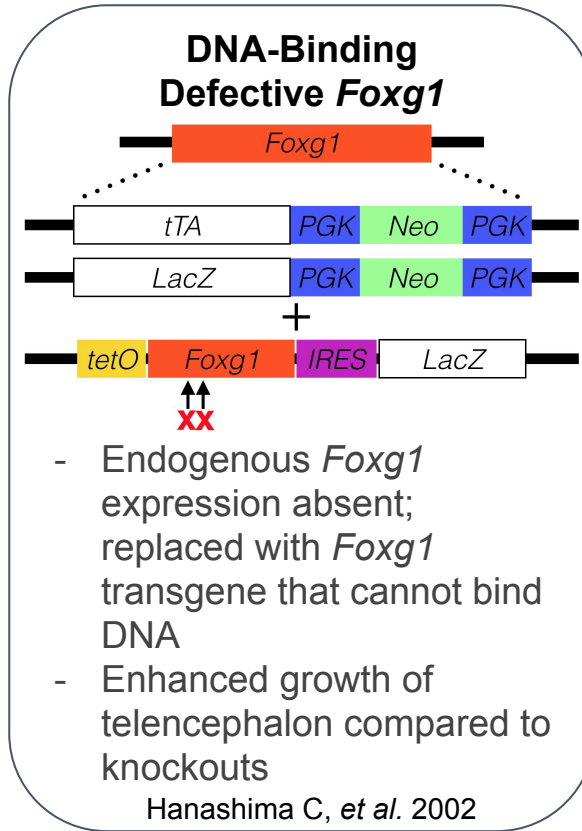 DNA-Binding
Defective Foxg1
Foxg1
tTA PGK Neo PGK
LacZ PGK Neo PGK
+
tetO Foxg1 IRES LacZ
XX
- Endogenous Foxg1
expression absent;
replaced with Foxg1
transgene that cannot bind
DNA
- Enhanced growth of
telencephalon compared to
knockouts
Hanashima C, et al. 2002